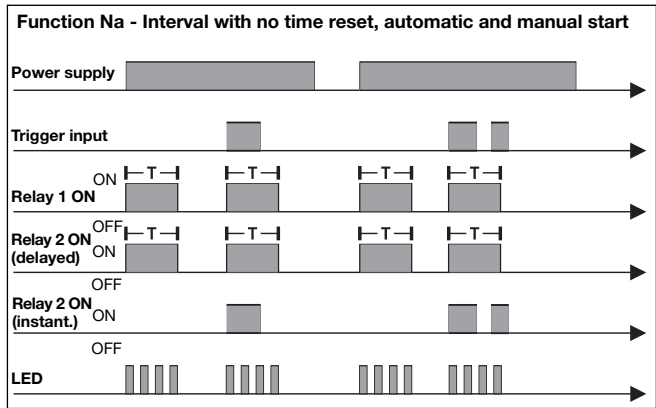 Function Na - Interval with no time reset, automatic and manual start
Power supply
Trigger input
ON T T T T
Relay 1 ON
OFF T T T T
Relay 2 ON
(delayed) ON
OFF
Relay 2 ON
(instant.) ON
OFF
LED